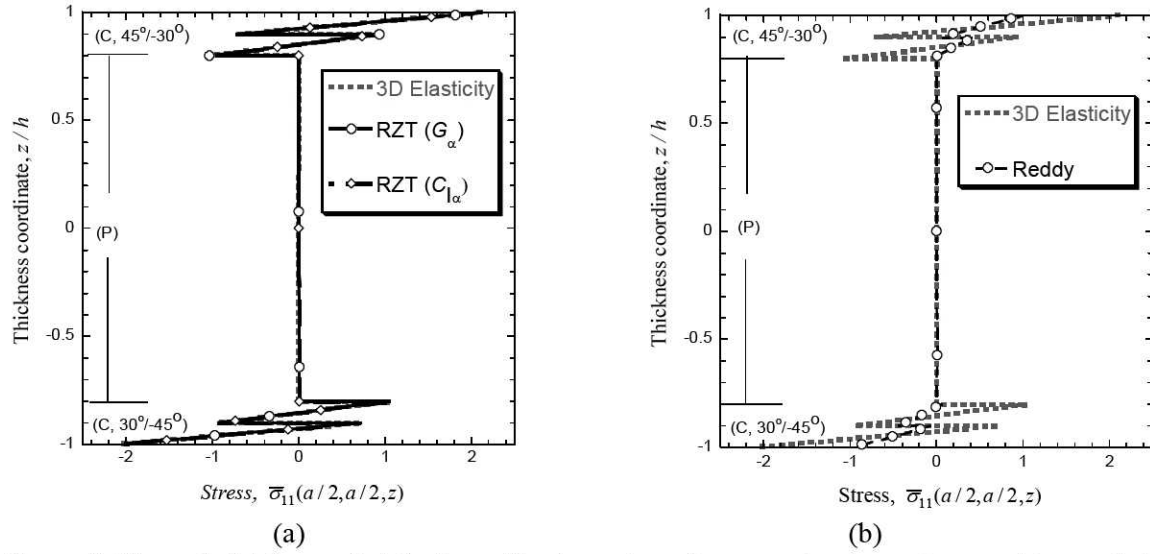 (C, 45°/-30°)
1
0.5
0
-0.5
-1
Thickness coordinate, z / h
(P)
3D Elasticity
RZT (Gα)
RZT (C|α)
(C, 30°/-45°)
-2 -1 0 1 2
Stress, σ̅11(a/2,a/2,z)
(a)
(C, 45°/-30°)
1
0.5
0
-0.5
-1
Thickness coordinate, z / h
(P)
3D Elasticity
Reddy
(C, 30°/-45°)
-2 -1 0 1 2
Stress, σ̅11(a/2,a/2,z)
(b)